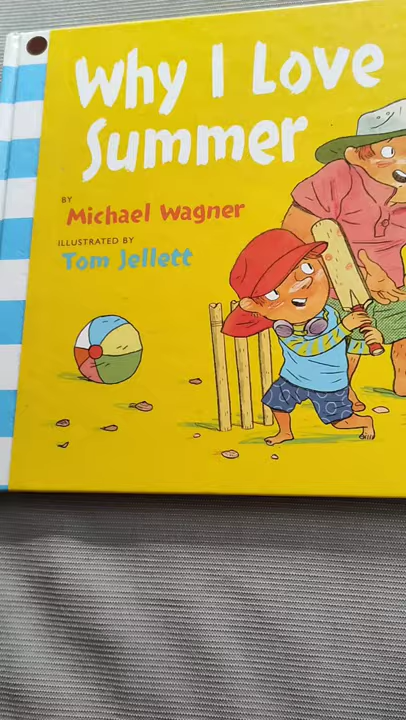 Why I Love
Summer
BY
Michael Wagner
ILLUSTRATED BY
Tom Jellett